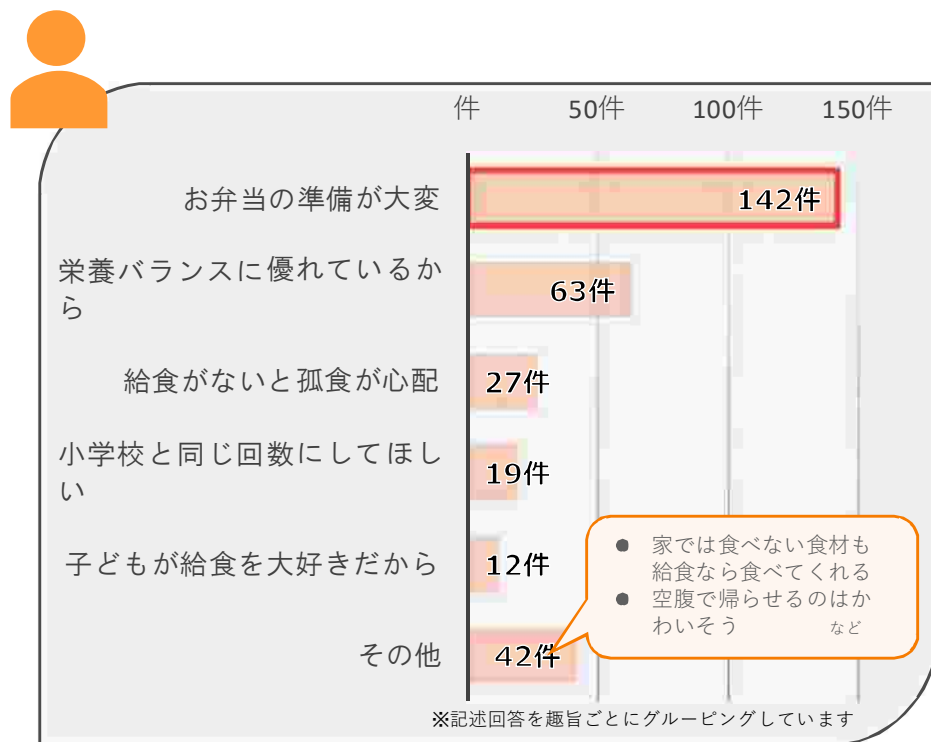 件 50件 100件 150件
お弁当の準備が大変
142件
栄養バランスに優れているか
ら
63件
給食がないと孤食が心配
27件
小学校と同じ回数にしてほし
い
19件
子どもが給食を大好きだから
12件
その他
42件
● 家では食べない食材も
給食なら食べてくれる
● 空腹で帰らせるのはか
わいそう など
※記述回答を趣旨ごとにグルーピングしています